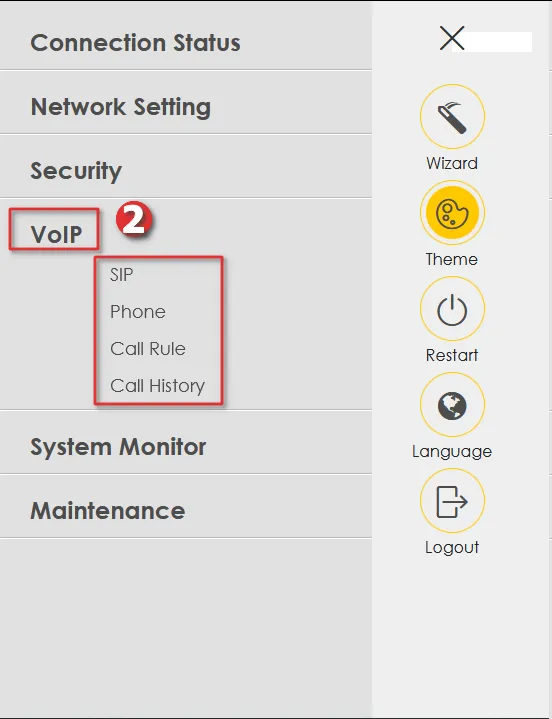 Connection Status
Network Setting
Security
VoIP
2
SIP
Phone
Call Rule
Call History
System Monitor
Maintenance
Wizard
Theme
Restart
Language
Logout